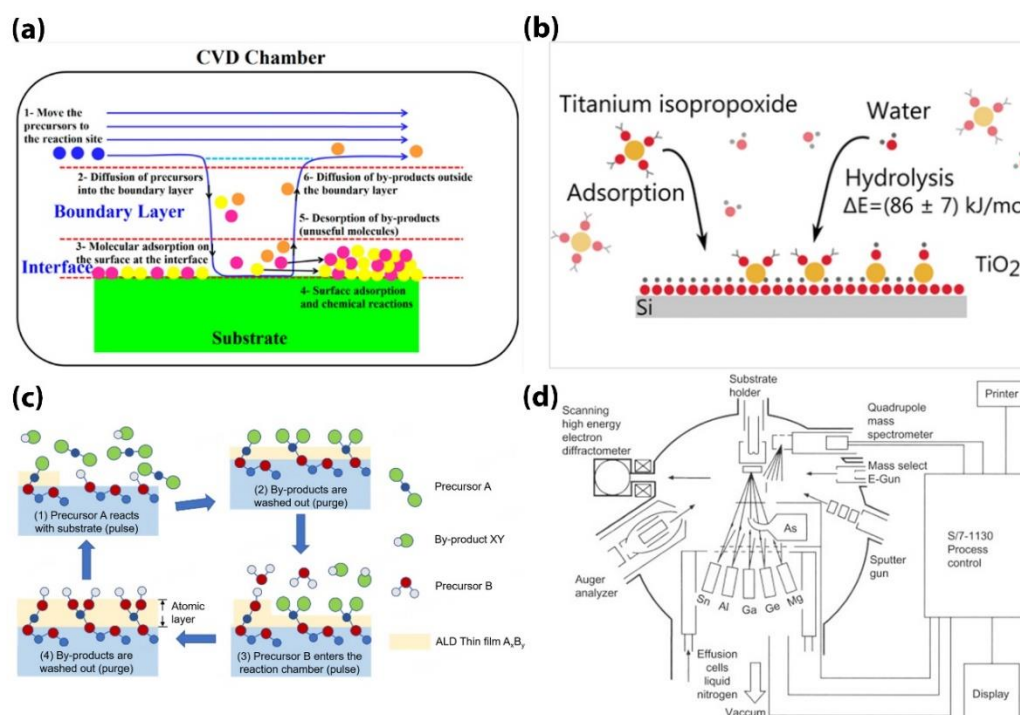 (a)
CVD Chamber
1- Move the
precursors to
the reaction site
2- Diffusion of precursors
into the boundary layer
6- Diffusion of by-products outside
the boundary layer
Boundary Layer
5- Desorption of by-products
(unuseful molecules)
3- Molecular adsorption on
the surface at the interface
Interface
4- Surface adsorption
and chemical reactions
Substrate
(b)
Titanium isopropoxide
Water
Adsorption
Hydrolysis
ΔE=(86 ± 7) kJ/mo
TiO2
Si
(c)
(1) Precursor A reacts
with substrate (pulse)
(2) By-products are
washed out (purge)
Precursor A
By-product XY
Precursor B
Atomic
layer
ALD Thin film AxBy
(4) By-products are
washed out (purge)
(3) Precursor B enters the
reaction chamber (pulse)
(d)
Substrate
holder
Printer
Scanning
high energy
electron
diffractometer
Quadrupole
mass
spectrometer
Mass select
E-Gun
As
S/7-1130
Process
control
Sputter
gun
Auger
analyzer
Sn Al Ga Ge Mg
Effusion
cells
liquid
nitrogen
Vaccum
Display